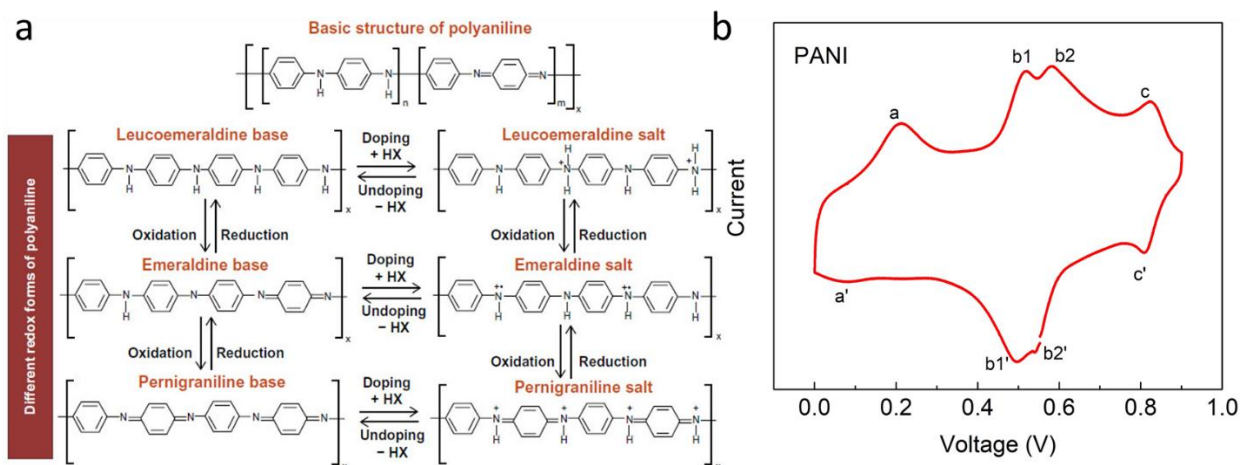 a
Basic structure of polyaniline
N
H
N
H
n
N
N
m
x
Different redox forms of polyaniline
Leucoemeraldine base
N
H
N
H
N
H
N
H
x
Doping
+ HX
Undoping
− HX
Leucoemeraldine salt
N
H
H
+N
H
N
H
H
+N
H
x
Oxidation
Reduction
Oxidation
Reduction
Emeraldine base
N
H
N
N
N
x
Doping
+ HX
Undoping
− HX
Emeraldine salt
+•
N
H
N
H
+•
N
H
N
H
x
Oxidation
Reduction
Oxidation
Reduction
Pernigraniline base
N
N
N
N
x
Doping
+ HX
Undoping
− HX
Pernigraniline salt
+
N
H
+
N
H
+
N
H
+
N
H
x
b
PANI
a
b1
b2
c
a'
b1'
b2'
c'
Current
0.0 0.2 0.4 0.6 0.8 1.0
Voltage (V)